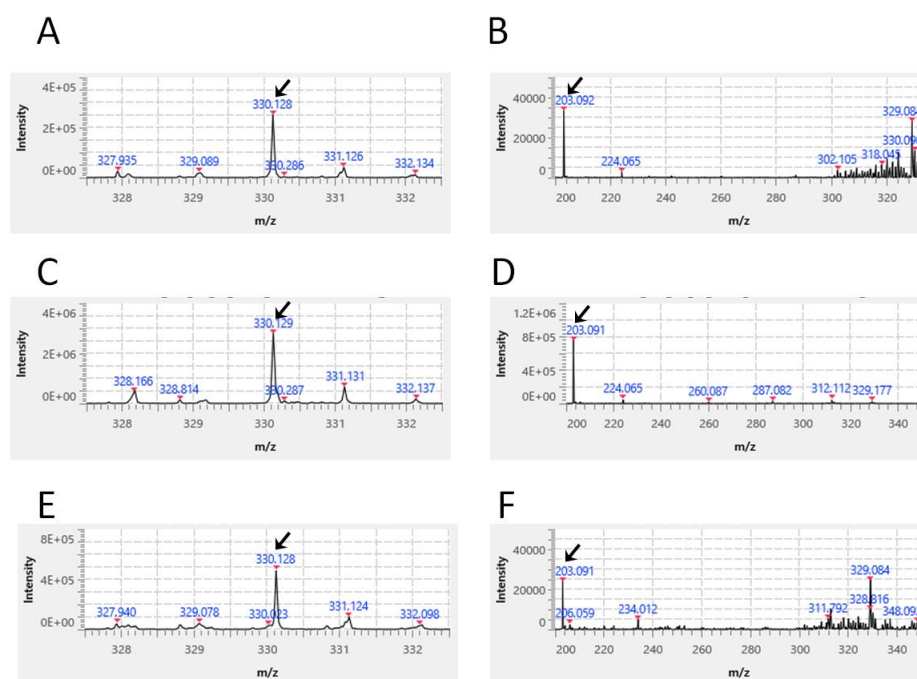 A
Intensity
4E+05
2E+05
0E+00
327.935
329.089
330.128
330.286
331.126
332.134
328
329
330
331
332
m/z
B
Intensity
40000
20000
0
203.092
224.065
302.105
318.045
329.084
200
220
240
260
280
300
320
m/z
C
Intensity
4E+06
2E+06
0E+00
328.166
328.814
330.129
330.287
331.131
332.137
328
329
330
331
332
m/z
D
Intensity
1.2E+06
8E+05
4E+05
0E+00
203.091
224.065
260.087
287.082
312.112
329.177
200
220
240
260
280
300
320
340
m/z
E
Intensity
8E+05
4E+05
0E+00
327.940
329.078
330.128
330.023
331.124
332.098
328
329
330
331
332
m/z
F
Intensity
40000
20000
0
203.091
206.059
234.012
311.792
329.084
328.816
200
220
240
260
280
300
320
340
m/z